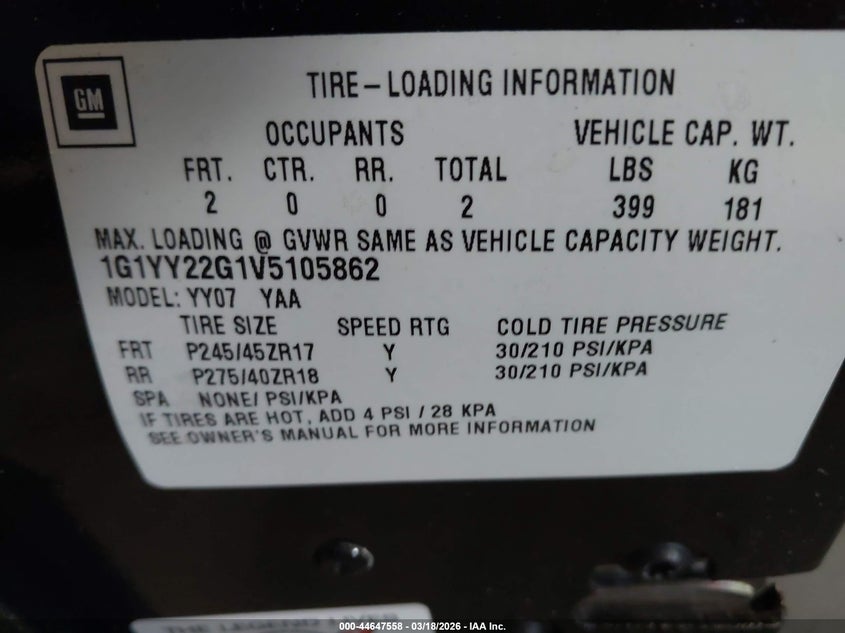 GM
TIRE-LOADING INFORMATION
OCCUPANTS VEHICLE CAP. WT.
FRT. CTR. RR. TOTAL LBS KG
2 0 0 2 399 181
MAX. LOADING @ GVWR SAME AS VEHICLE CAPACITY WEIGHT.
1G1YY22G1V5105862
MODEL: YY07 YAA
TIRE SIZE SPEED RTG COLD TIRE PRESSURE
FRT P245/45ZR17 Y 30/210 PSI/KPA
RR P275/40ZR18 Y 30/210 PSI/KPA
SPA NONE/ PSI/KPA
IF TIRES ARE HOT, ADD 4 PSI / 28 KPA
SEE OWNER'S MANUAL FOR MORE INFORMATION
THE LEGEND
000-44647558 - 03/18/2026 - IAA Inc.